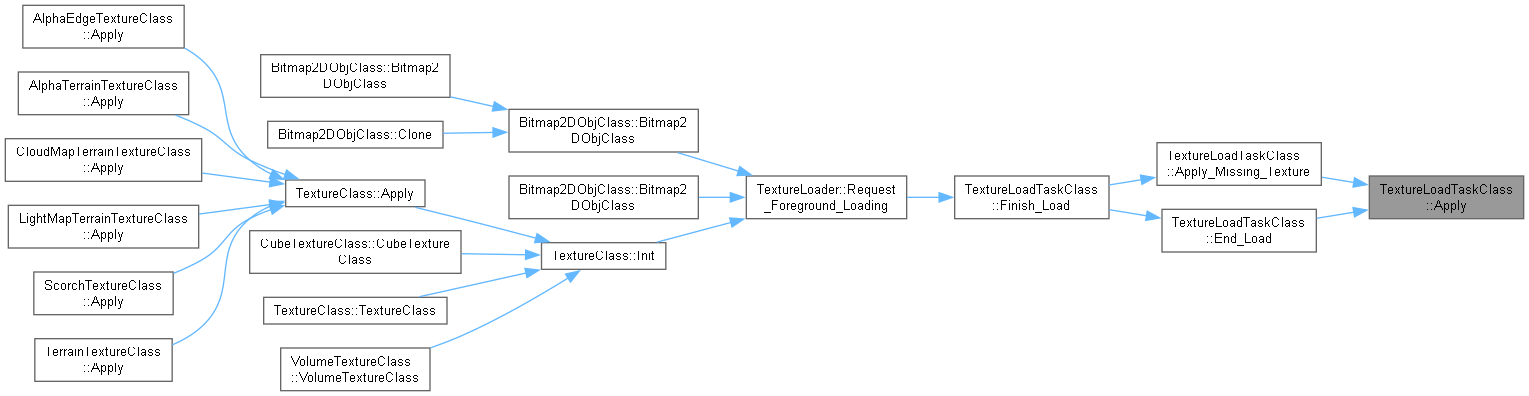 AlphaEdgeTextureClass
::Apply
AlphaTerrainTextureClass
::Apply
CloudMapTerrainTextureClass
::Apply
LightMapTerrainTextureClass
::Apply
ScorchTextureClass
::Apply
TerrainTextureClass
::Apply
Bitmap2DObjClass::Bitmap2
DObjClass
Bitmap2DObjClass::Clone
TextureClass::Apply
CubeTextureClass::CubeTexture
Class
TextureClass::TextureClass
VolumeTextureClass
::VolumeTextureClass
Bitmap2DObjClass::Bitmap2
DObjClass
Bitmap2DObjClass::Bitmap2
DObjClass
TextureClass::Init
TextureLoader::Request
_Foreground_Loading
TextureLoadTaskClass
::Finish_Load
TextureLoadTaskClass
::Apply_Missing_Texture
TextureLoadTaskClass
::End_Load
TextureLoadTaskClass
::Apply